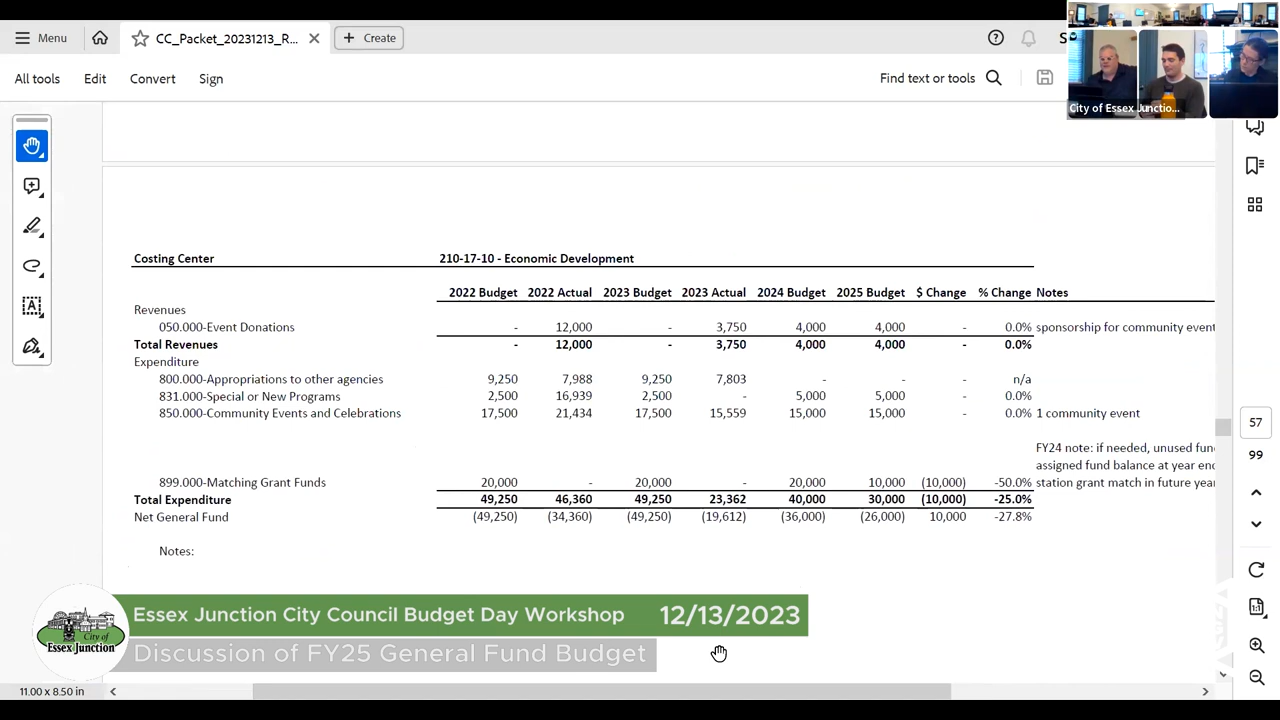 Menu CC_Packet_20231213_R... Create
All tools Edit Convert Sign Find text or tools
City of Essex Junctio...
Costing Center 210-17-10 - Economic Development
2022 Budget 2022 Actual 2023 Budget 2023 Actual 2024 Budget 2025 Budget $ Change % Change Notes
Revenues
050.000-Event Donations - 12,000 - 3,750 4,000 4,000 - 0.0% sponsorship for community event
Total Revenues - 12,000 - 3,750 4,000 4,000 - 0.0%
Expenditure
800.000-Appropriations to other agencies 9,250 7,988 9,250 7,803 - - - n/a
831.000-Special or New Programs 2,500 16,939 2,500 - 5,000 5,000 - 0.0%
850.000-Community Events and Celebrations 17,500 21,434 17,500 15,559 15,000 15,000 - 0.0% 1 community event
FY24 note: if needed, unused fun
assigned fund balance at year en
899.000-Matching Grant Funds 20,000 - 20,000 - 20,000 10,000 (10,000) -50.0% station grant match in future yea
Total Expenditure 49,250 46,360 49,250 23,362 40,000 30,000 (10,000) -25.0%
Net General Fund (49,250) (34,360) (49,250) (19,612) (36,000) (26,000) 10,000 -27.8%
Notes:
57
99
1:1
City of
Essex Junction
Essex Junction City Council Budget Day Workshop 12/13/2023
Discussion of FY25 General Fund Budget
11.00 x 8.50 in